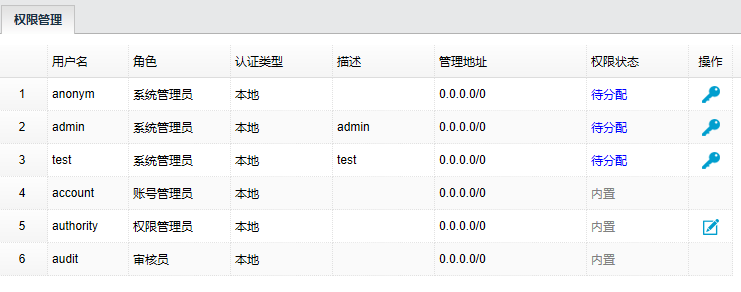 权限管理
用户名 角色 认证类型 描述 管理地址 权限状态 操作
1 anonym 系统管理员 本地 0.0.0.0/0 待分配
2 admin 系统管理员 本地 admin 0.0.0.0/0 待分配
3 test 系统管理员 本地 test 0.0.0.0/0 待分配
4 account 账号管理员 本地 0.0.0.0/0 内置
5 authority 权限管理员 本地 0.0.0.0/0 内置
6 audit 审核员 本地 0.0.0.0/0 内置